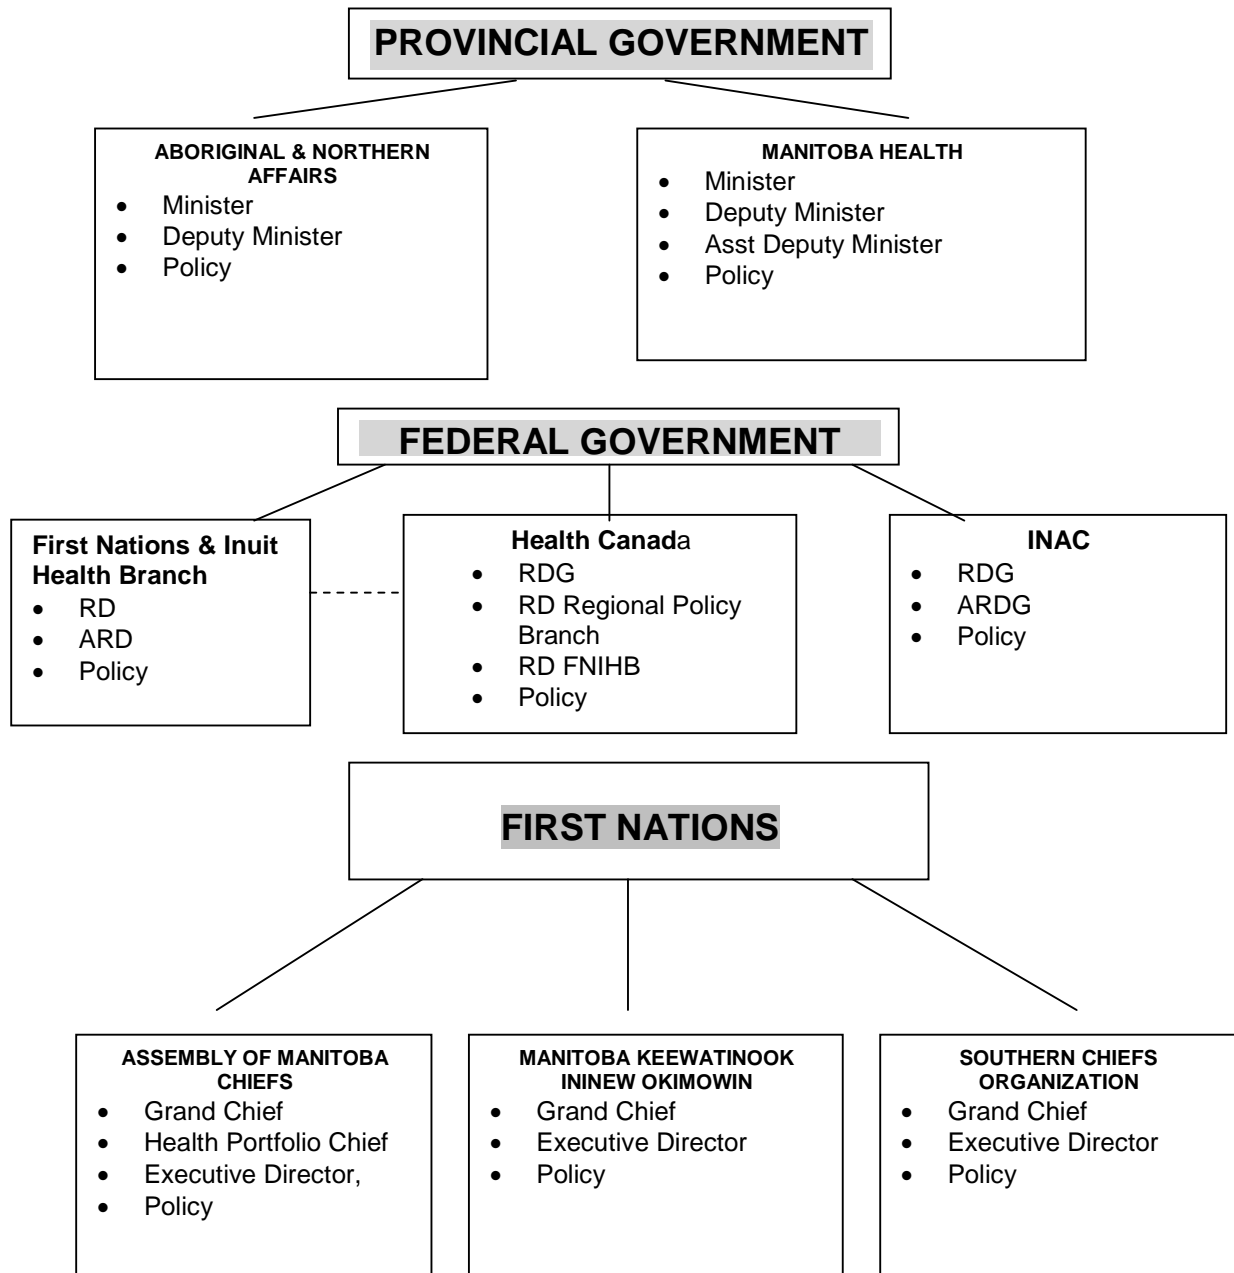 PROVINCIAL GOVERNMENT
ABORIGINAL & NORTHERN
AFFAIRS
• Minister
• Deputy Minister
• Policy
MANITOBA HEALTH
• Minister
• Deputy Minister
• Asst Deputy Minister
• Policy
FEDERAL GOVERNMENT
First Nations & Inuit
Health Branch
• RD
• ARD
• Policy
Health Canada
• RDG
• RD Regional Policy
Branch
• RD FNIHB
• Policy
INAC
• RDG
• ARDG
• Policy
FIRST NATIONS
ASSEMBLY OF MANITOBA
CHIEFS
• Grand Chief
• Health Portfolio Chief
• Executive Director,
• Policy
MANITOBA KEEWATINOOK
ININEW OKIMOWIN
• Grand Chief
• Executive Director
• Policy
SOUTHERN CHIEFS
ORGANIZATION
• Grand Chief
• Executive Director
• Policy